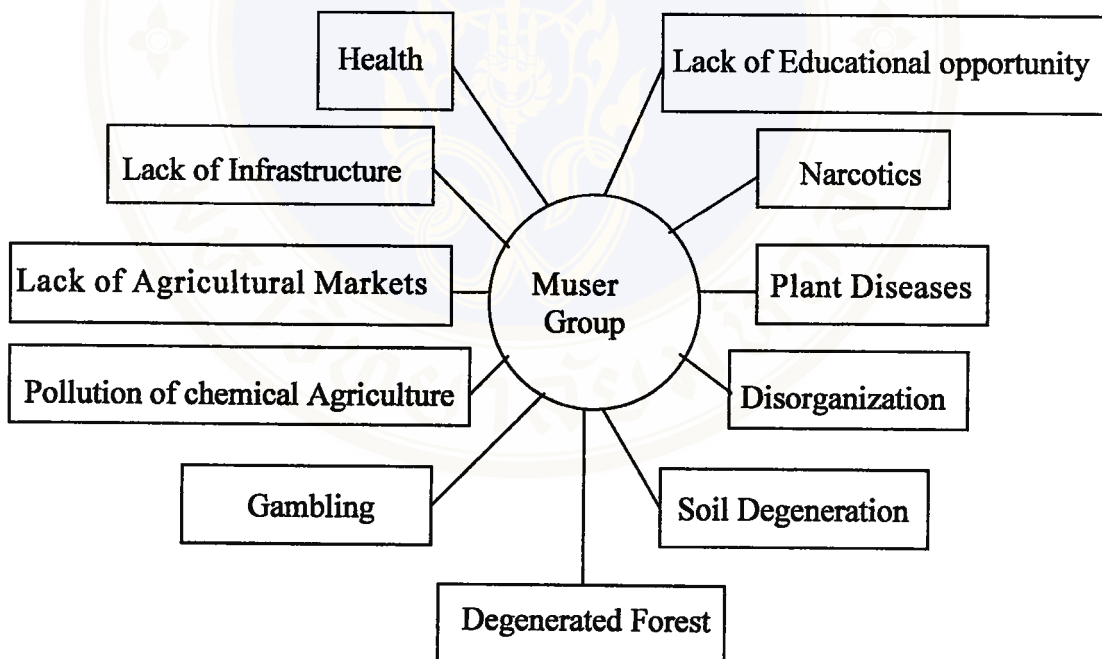 Health
Lack of Educational opportunity
Lack of Infrastructure
Narcotics
Lack of Agricultural Markets
Muser
Group
Plant Diseases
Pollution of chemical Agriculture
Disorganization
Gambling
Soil Degeneration
Degenerated Forest